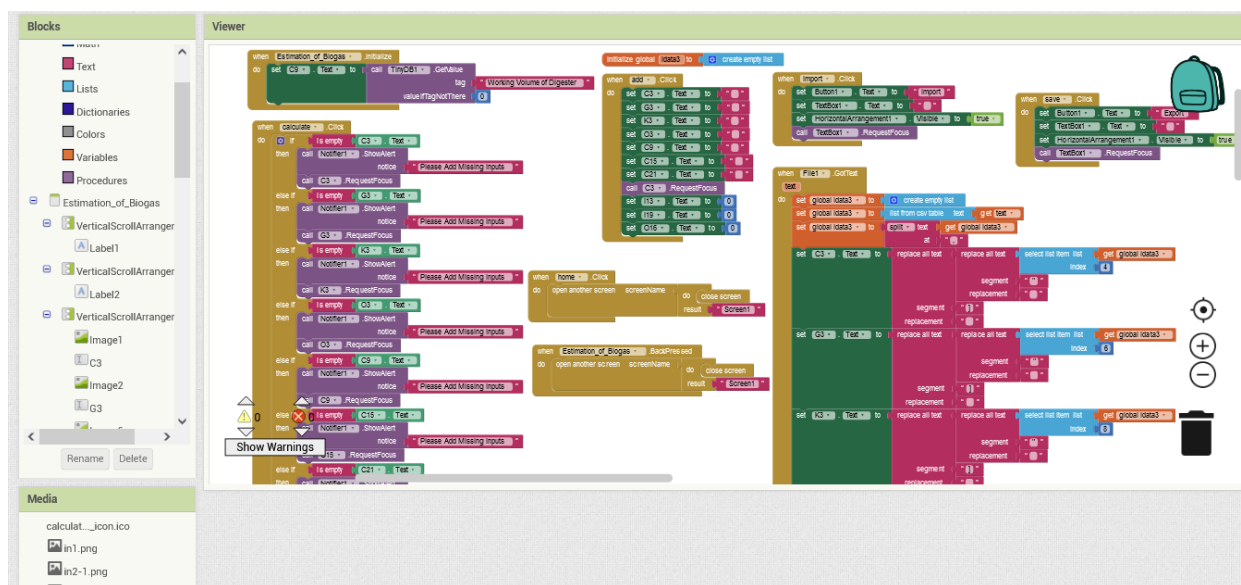 Blocks
Math
Text
Lists
Dictionaries
Colors
Variables
Procedures
Estimation_of_Biogas
VerticalScrollArranger
Label1
VerticalScrollArranger
Label2
VerticalScrollArranger
Image1
C3
Image2
G3
Rename Delete
Media
calculat..._icon.ico
in1.png
in2-1.png
Viewer
when Estimation_of_Biogas .Initialize
do set C9 . Text to call TinyDB1 .GetValue
tag "Working Volume of Digester"
valueIfTagNotThere 0
when calculate .Click
do if is empty C3 . Text
then call Notifier1 .ShowAlert
notice "Please Add Missing Inputs"
call C3 .RequestFocus
else if is empty G3 . Text
then call Notifier1 .ShowAlert
notice "Please Add Missing Inputs"
call G3 .RequestFocus
else if is empty K3 . Text
then call Notifier1 .ShowAlert
notice "Please Add Missing Inputs"
call K3 .RequestFocus
else if is empty O3 . Text
then call Notifier1 .ShowAlert
notice "Please Add Missing Inputs"
call O3 .RequestFocus
else if is empty C9 . Text
then call Notifier1 .ShowAlert
notice "Please Add Missing Inputs"
call C9 .RequestFocus
else is empty C15 . Text
Notifier1 .ShowAlert
notice "Please Add Missing Inputs"
C15 .RequestFocus
else if is empty C21 . Text
then call Notifier1 .ShowAlert
0 0
Show Warnings
initialize global ldata3 to create empty list
when add .Click
do set C3 . Text to " "
set G3 . Text to " "
set K3 . Text to " "
set O3 . Text to " "
set C9 . Text to " "
set C15 . Text to " "
set C21 . Text to " "
call C3 .RequestFocus
set I13 . Text to 0
set I19 . Text to 0
set O16 . Text to 0
when home .Click
do open another screen screenName do close screen
result "Screen1"
when Estimation_of_Biogas .BackPressed
do open another screen screenName do close screen
result "Screen1"
when Import .Click
do set Button1 . Text to "Import"
set TextBox1 . Text to " "
set HorizontalArrangement1 . Visible to true
call TextBox1 .RequestFocus
when save .Click
do set Button1 . Text to "Export"
set TextBox1 . Text to " "
set HorizontalArrangement1 . Visible to true
call TextBox1 .RequestFocus
when File1 .GotText
text
do set global ldata3 to create empty list
set global ldata3 to list from csv table text get text
set global ldata3 to split text get global ldata3
at
set C3 . Text to replace all text replace all text select list item list get global ldata3
index 4
segment
replacement
segment
replacement
set G3 . Text to replace all text replace all text select list item list get global ldata3
index 6
segment
replacement
segment
replacement
set K3 . Text to replace all text replace all text select list item list get global ldata3
index 8
segment
replacement
segment
replacement